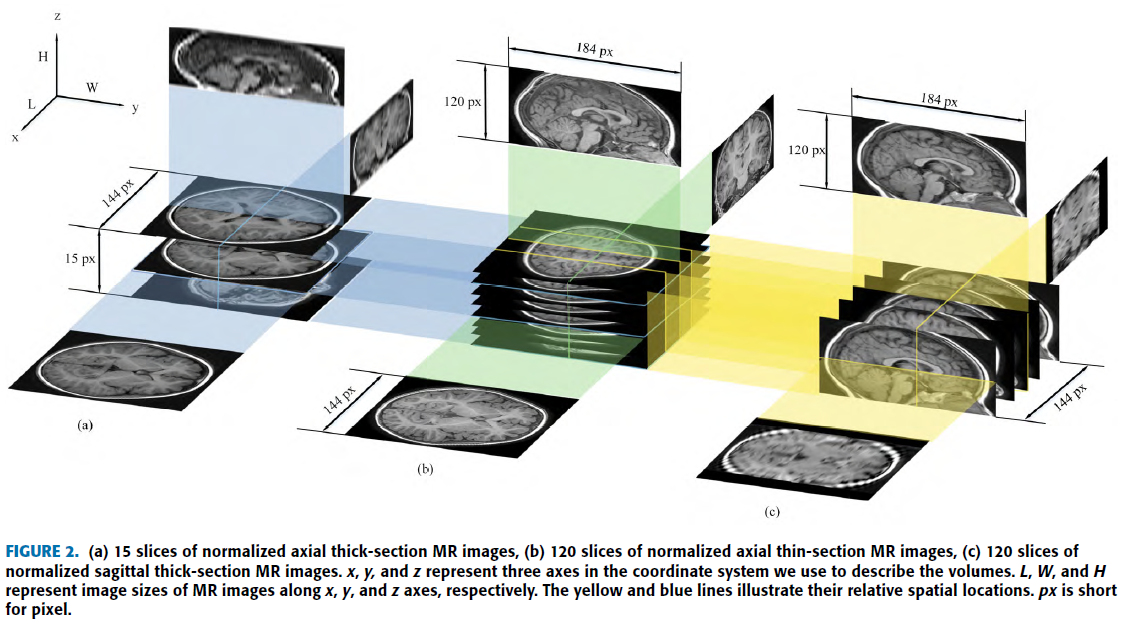 z
H
W
L
y
x
144 px
15 px
(a)
184 px
120 px
144 px
(b)
184 px
120 px
144 px
(c)
FIGURE 2. (a) 15 slices of normalized axial thick-section MR images, (b) 120 slices of normalized axial thin-section MR images, (c) 120 slices of
normalized sagittal thick-section MR images. x, y, and z represent three axes in the coordinate system we use to describe the volumes. L, W, and H
represent image sizes of MR images along x, y, and z axes, respectively. The yellow and blue lines illustrate their relative spatial locations. px is short
for pixel.